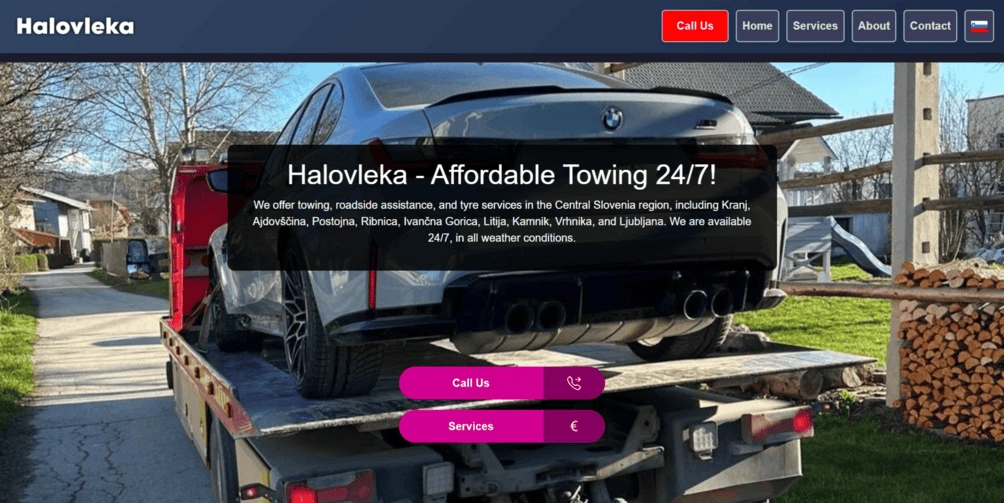 Halovleka
Call Us
Home
Services
About
Contact
Halovleka - Affordable Towing 24/7!
We offer towing, roadside assistance, and tyre services in the Central Slovenia region, including Kranj,
Ajdovščina, Postojna, Ribnica, Ivančna Gorica, Litija, Kamnik, Vrhnika, and Ljubljana. We are available
24/7, in all weather conditions.
Call Us
Services €